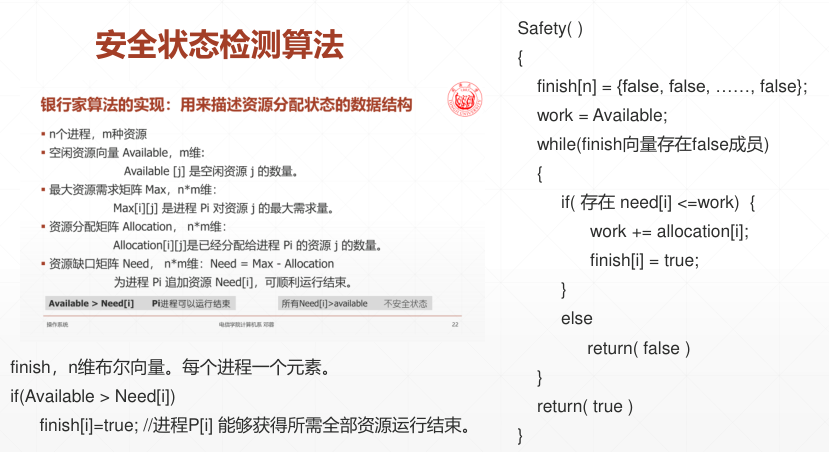 安全状态检测算法
银行家算法的实现：用来描述资源分配状态的数据结构
▪ n个进程，m种资源
▪ 空闲资源向量 Available，m维:
Available [j] 是空闲资源 j 的数量。
▪ 最大资源需求矩阵 Max，n*m维：
Max[i][j] 是进程 Pi 对资源 j 的最大需求量。
▪ 资源分配矩阵 Allocation， n*m维：
Allocation[i][j]是已经分配给进程 Pi 的资源 j 的数量。
▪ 资源缺口矩阵 Need， n*m维：Need = Max - Allocation
为进程 Pi 追加资源 Need[i]，可顺利运行结束。
Available > Need[i] Pi进程可以运行结束
所有Need[i]>available 不安全状态
操作系统 电信学院计算机系 邓蓉 22
finish，n维布尔向量。每个进程一个元素。
if(Available > Need[i])
finish[i]=true; //进程P[i] 能够获得所需全部资源运行结束。
Safety( )
{
finish[n] = {false, false, ……, false};
work = Available;
while(finish向量存在false成员)
{
if( 存在 need[i] <=work) {
work += allocation[i];
finish[i] = true;
}
else
return( false )
}
return( true )
}